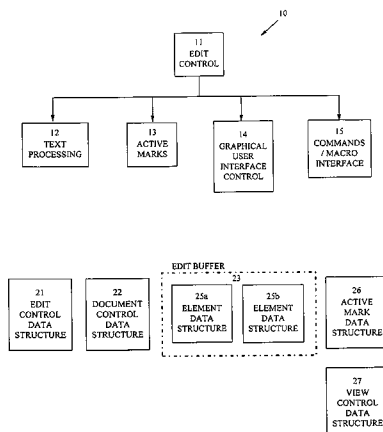 10
11
EDIT
CONTROL
12
TEXT
PROCESSING
13
ACTIVE
MARKS
14
GRAPHICAL
USER
INTERFACE
CONTROL
15
COMMANDS
/ MACRO
INTERFACE
EDIT BUFFER
23
21
EDIT
CONTROL
DATA
STRUCTURE
22
DOCUMENT
CONTROL
DATA
STRUCTURE
25a
ELEMENT
DATA
STRUCTURE
25b
ELEMENT
DATA
STRUCTURE
26
ACTIVE
MARK
DATA
STRUCTURE
27
VIEW
CONTROL
DATA
STRUCTURE